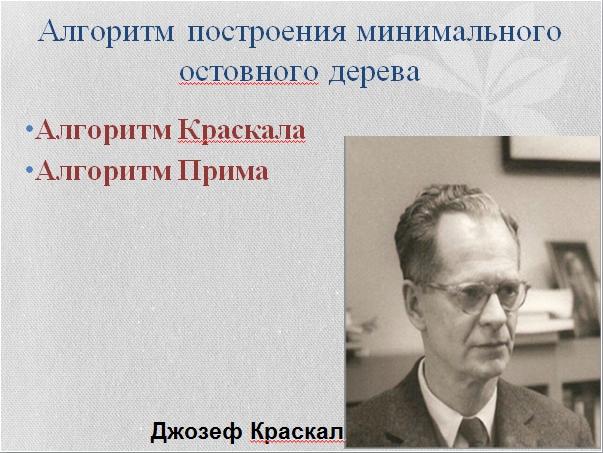 Алгоритм построения минимального
остовного дерева
•Алгоритм Краскала
•Алгоритм Прима
Джозеф Краскал